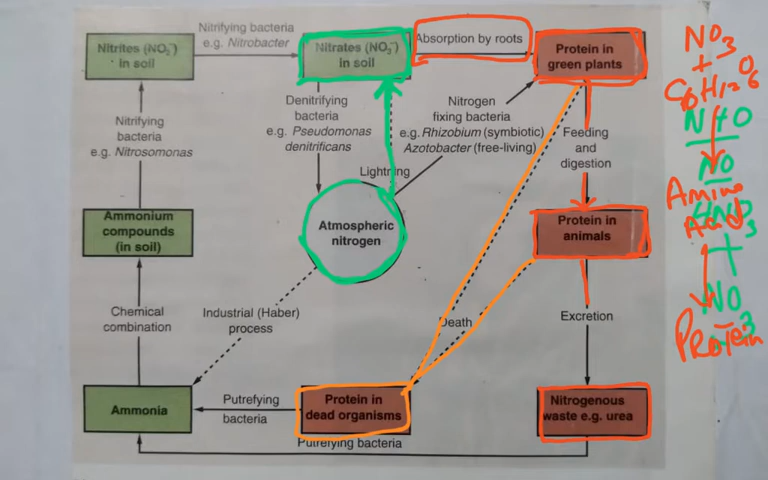 Nitrifying bacteria
e.g. Nitrobacter
Nitrites (NO₂⁻)
in soil
Nitrates (NO₃⁻)
in soil
Absorption by roots
Protein in
green plants
Nitrifying
bacteria
e.g. Nitrosomonas
Denitrifying
bacteria
e.g. Pseudomonas
denitrificans
Nitrogen
fixing bacteria
e.g. Rhizobium (symbiotic)
Azotobacter (free-living)
Feeding
and
digestion
Lightning
Ammonium
compounds
(in soil)
Atmospheric
nitrogen
Protein in
animals
Chemical
combination
Industrial (Haber)
process
Death
Excretion
Ammonia
Putrefying
bacteria
Protein in
dead organisms
Nitrogenous
waste e.g. urea
Putrefying bacteria
NO3
+
C6H12O6
NO
Amino
Acid
+
NO3
Protein